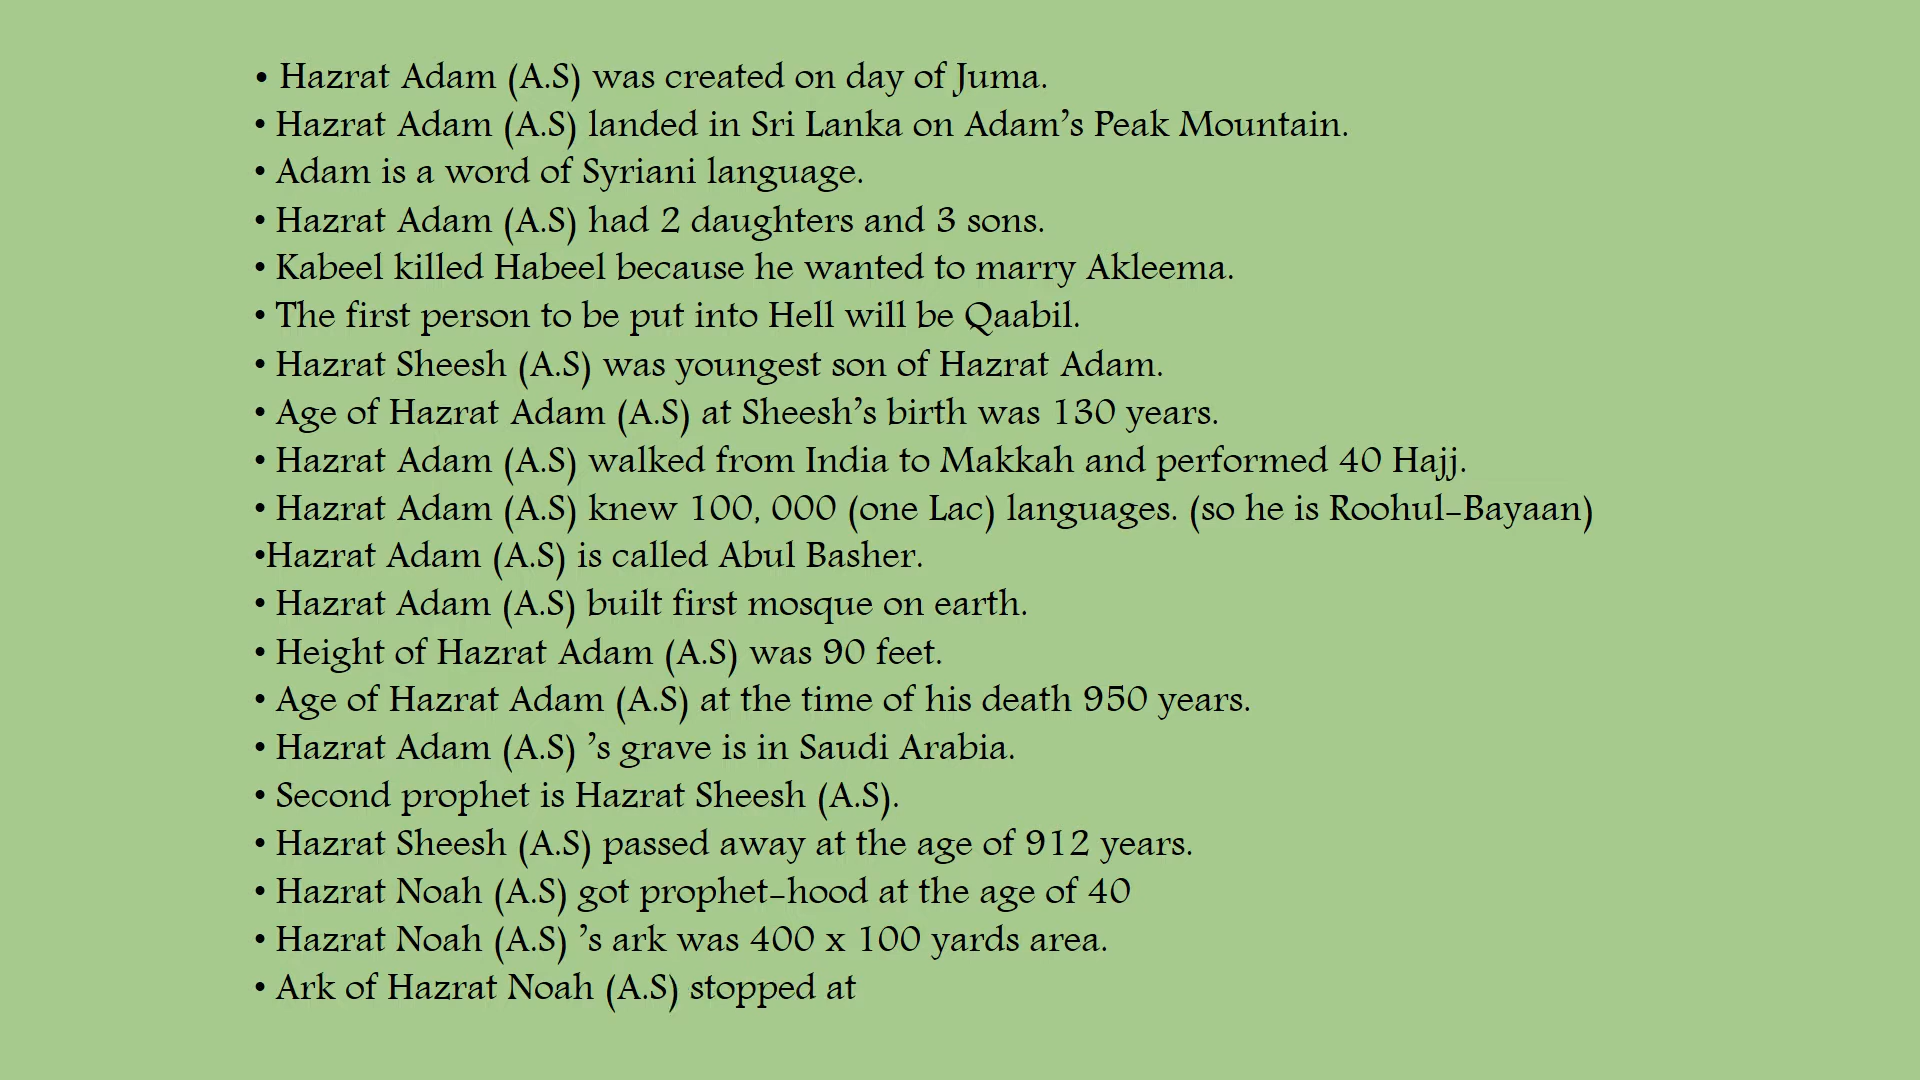 • Hazrat Adam (A.S) was created on day of Juma.
• Hazrat Adam (A.S) landed in Sri Lanka on Adam’s Peak Mountain.
• Adam is a word of Syriani language.
• Hazrat Adam (A.S) had 2 daughters and 3 sons.
• Kabeel killed Habeel because he wanted to marry Akleema.
• The first person to be put into Hell will be Qaabil.
• Hazrat Sheesh (A.S) was youngest son of Hazrat Adam.
• Age of Hazrat Adam (A.S) at Sheesh’s birth was 130 years.
• Hazrat Adam (A.S) walked from India to Makkah and performed 40 Hajj.
• Hazrat Adam (A.S) knew 100, 000 (one Lac) languages. (so he is Roohul-Bayaan)
•Hazrat Adam (A.S) is called Abul Basher.
• Hazrat Adam (A.S) built first mosque on earth.
• Height of Hazrat Adam (A.S) was 90 feet.
• Age of Hazrat Adam (A.S) at the time of his death 950 years.
• Hazrat Adam (A.S) ’s grave is in Saudi Arabia.
• Second prophet is Hazrat Sheesh (A.S).
• Hazrat Sheesh (A.S) passed away at the age of 912 years.
• Hazrat Noah (A.S) got prophet-hood at the age of 40
• Hazrat Noah (A.S) ’s ark was 400 x 100 yards area.
• Ark of Hazrat Noah (A.S) stopped at